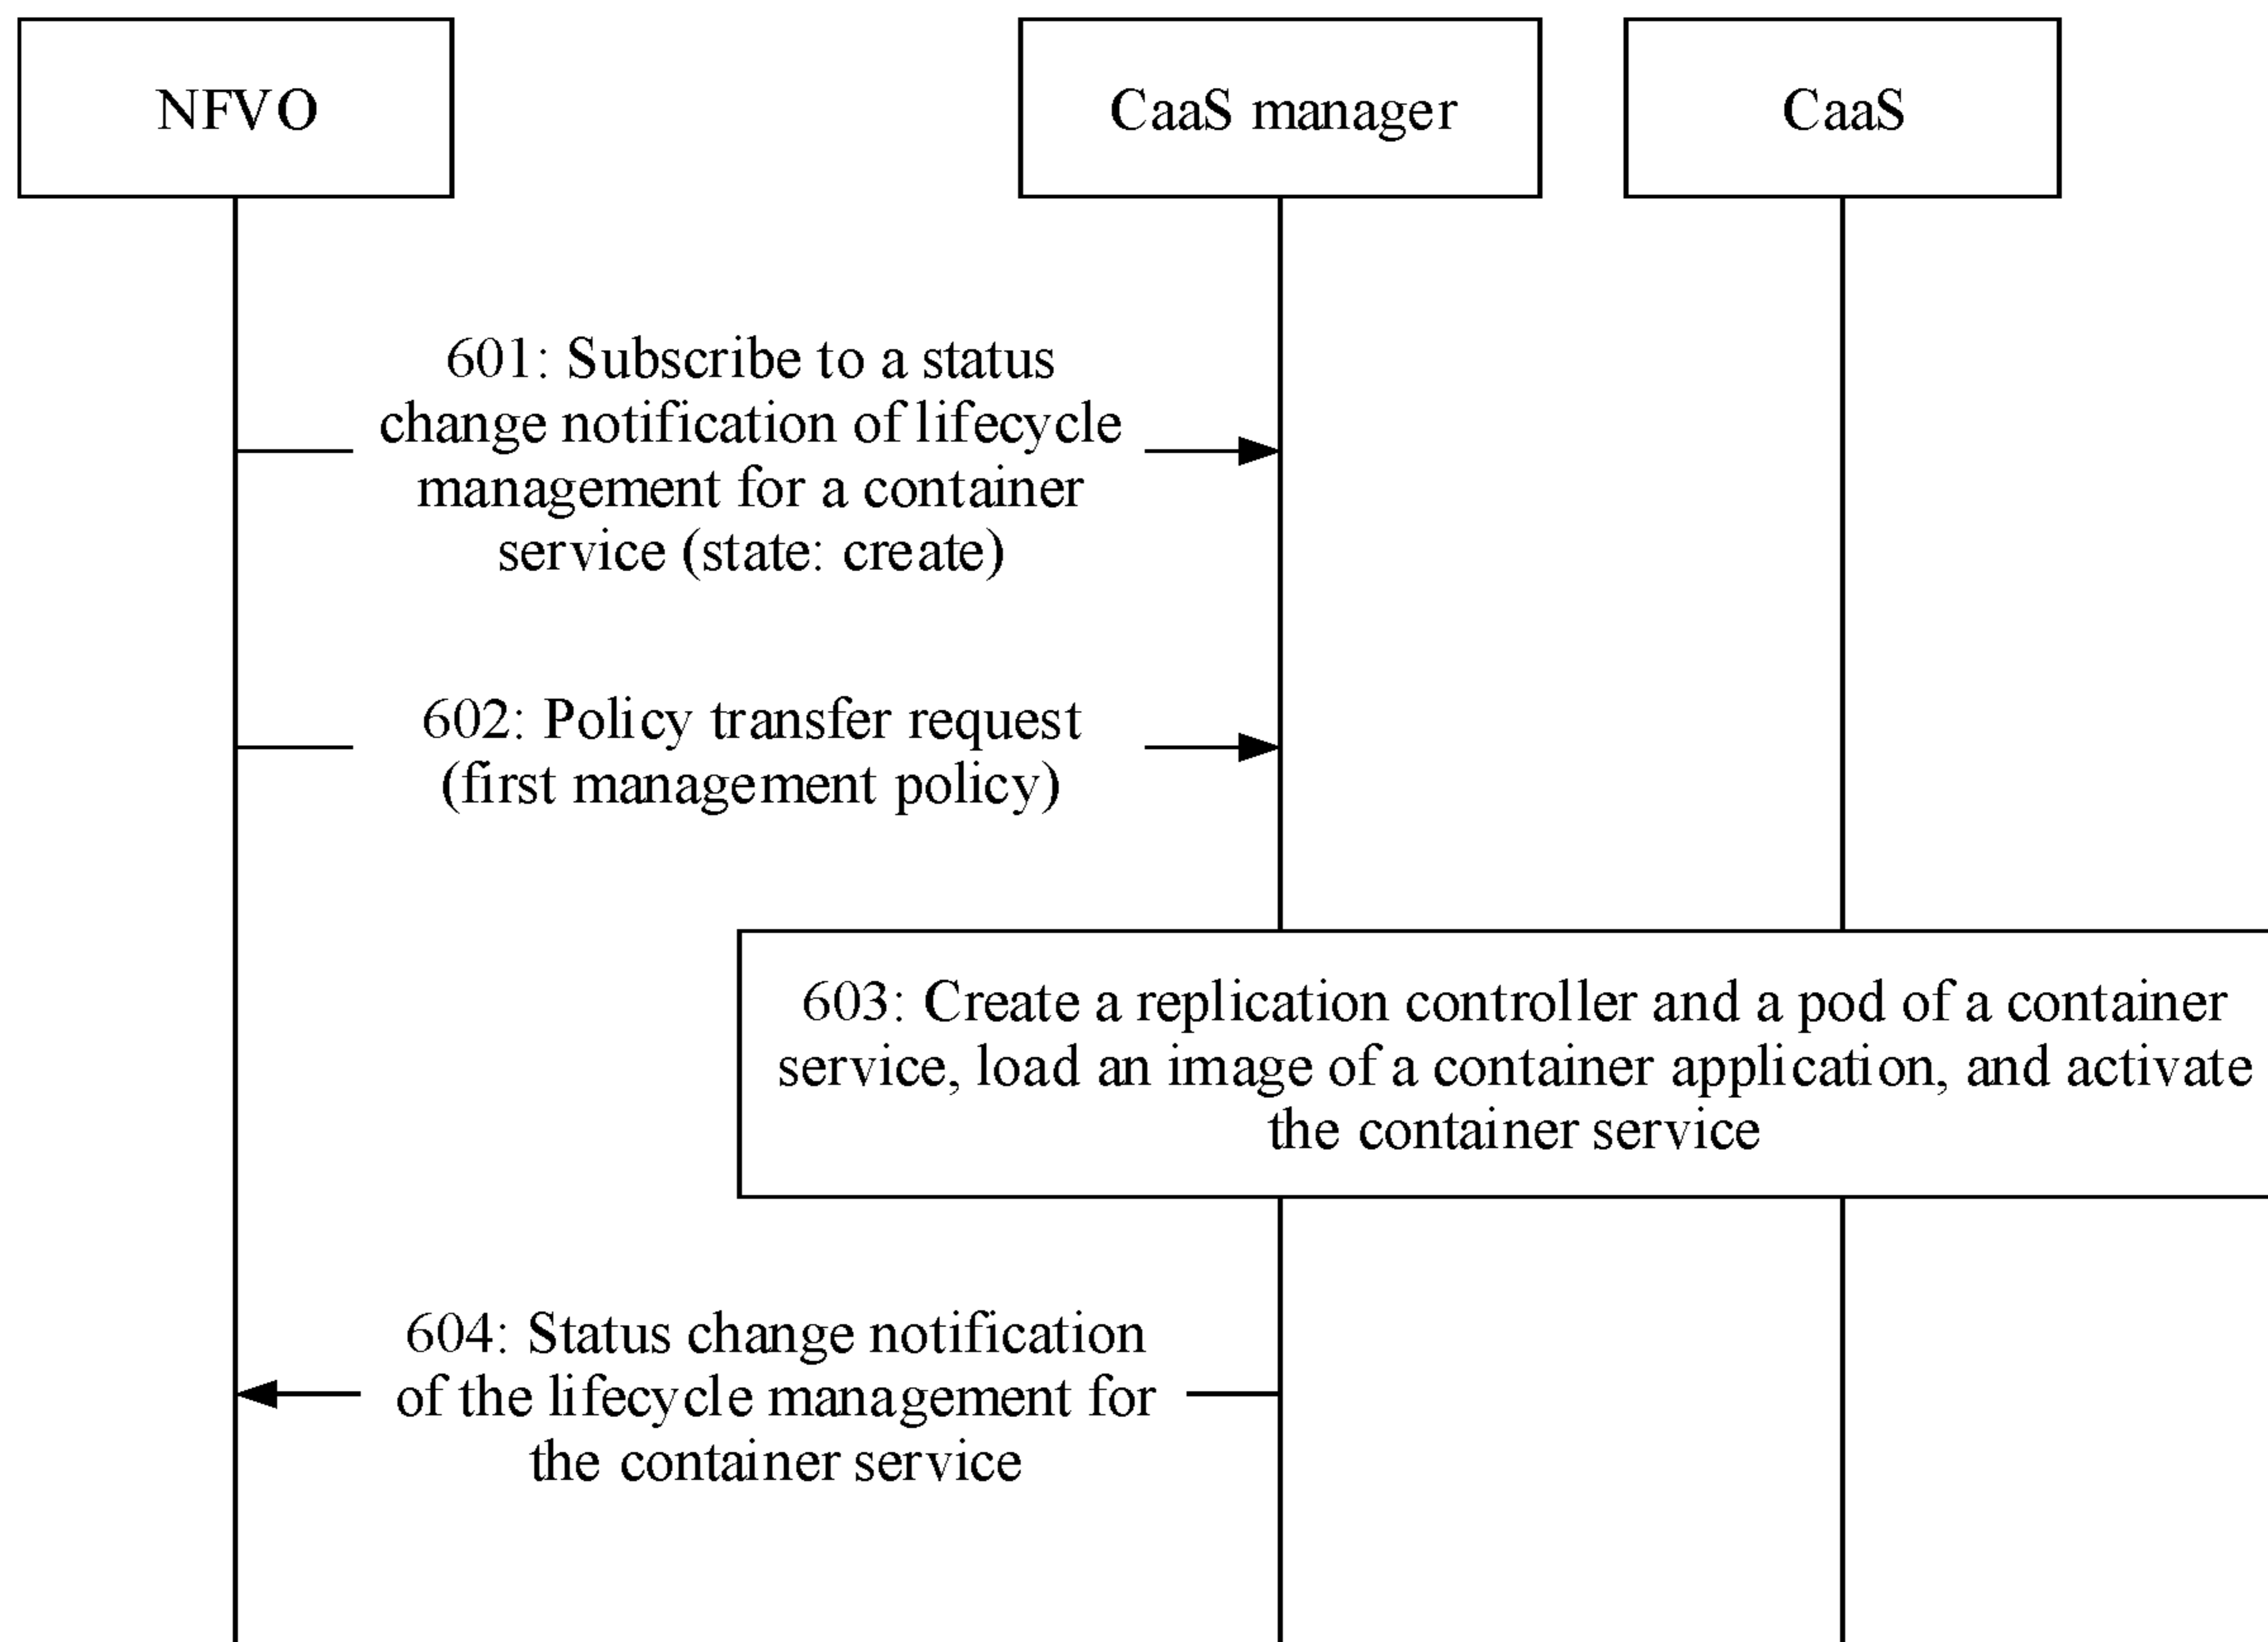 NFVO
CaaS manager
CaaS
601: Subscribe to a status
change notification of lifecycle
management for a container
service (state: create)
602: Policy transfer request
(first management policy)
603: Create a replication controller and a pod of a container
service, load an image of a container application, and activate
the container service
604: Status change notification
of the lifecycle management for
the container service